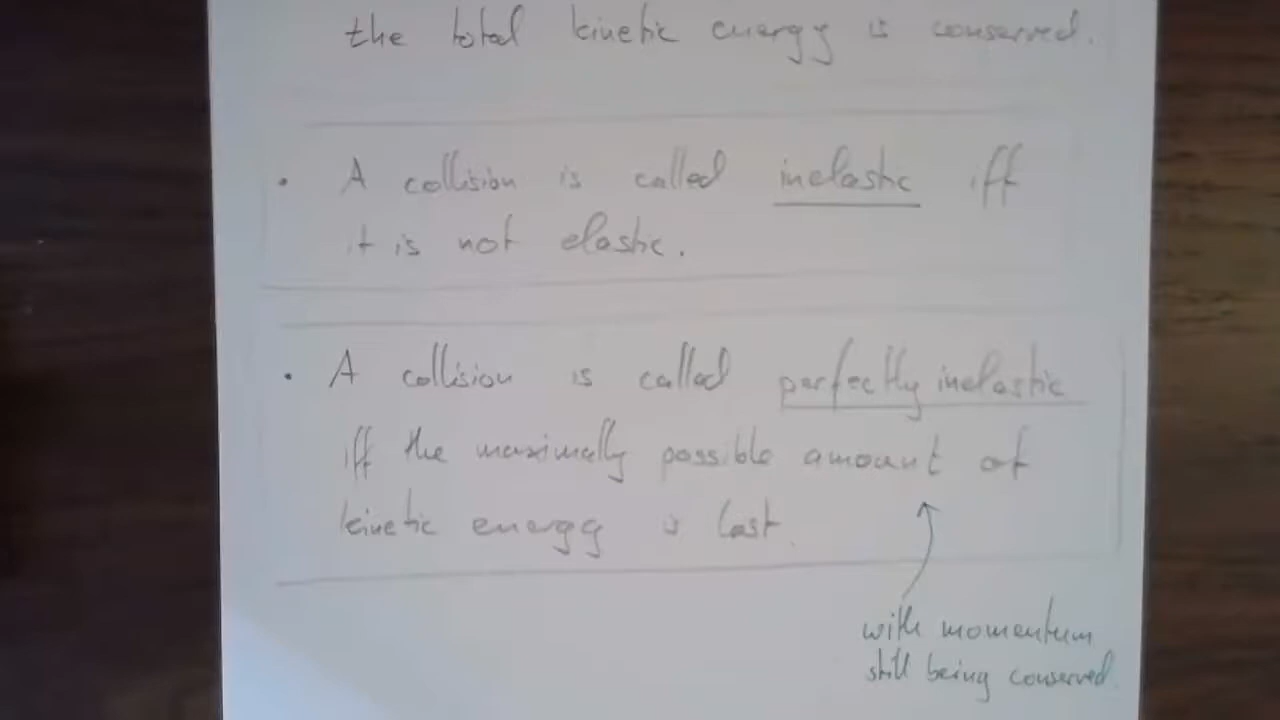 the total kinetic energy is conserved.
• A collision is called inelastic iff
it is not elastic.
• A collision is called perfectly inelastic
iff the maximally possible amount of
kinetic energy is lost.
with momentum
still being conserved.